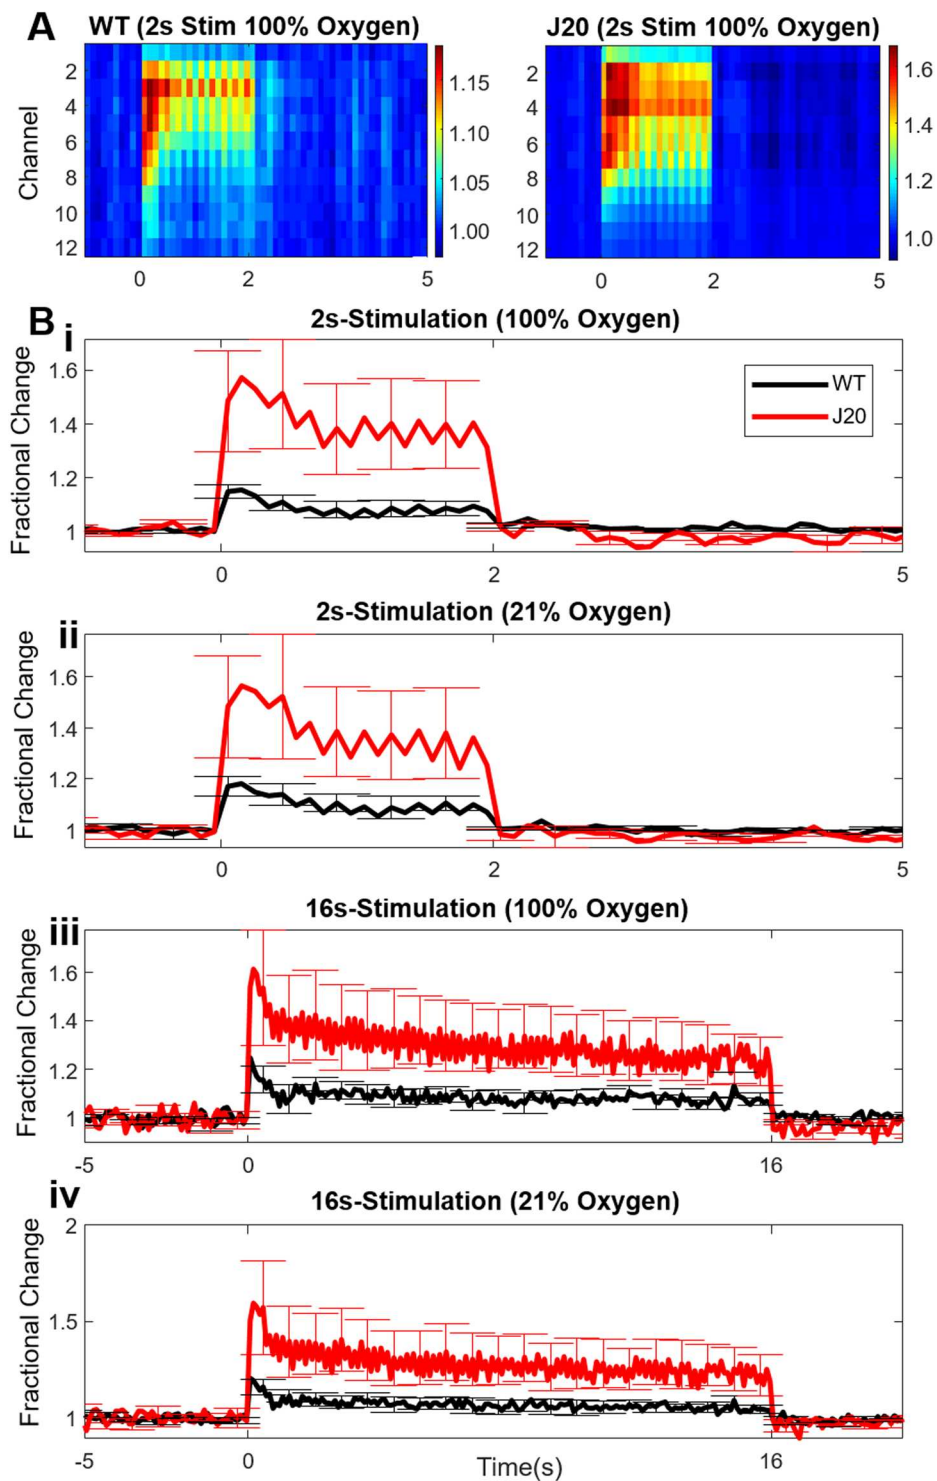 A
WT (2s Stim 100% Oxygen)
J20 (2s Stim 100% Oxygen)
Channel
2
4
6
8
10
12
0
2
5
1.15
1.10
1.05
1.00
2
4
6
8
10
12
0
2
5
1.6
1.4
1.2
1.0
B
i
2s-Stimulation (100% Oxygen)
Fractional Change
1.6
1.4
1.2
1
0
2
5
WT
J20
ii
2s-Stimulation (21% Oxygen)
Fractional Change
1.6
1.4
1.2
1
0
2
5
iii
16s-Stimulation (100% Oxygen)
Fractional Change
1.6
1.4
1.2
1
-5
0
16
iv
16s-Stimulation (21% Oxygen)
Fractional Change
2
1.5
1
-5
0
16
Time(s)